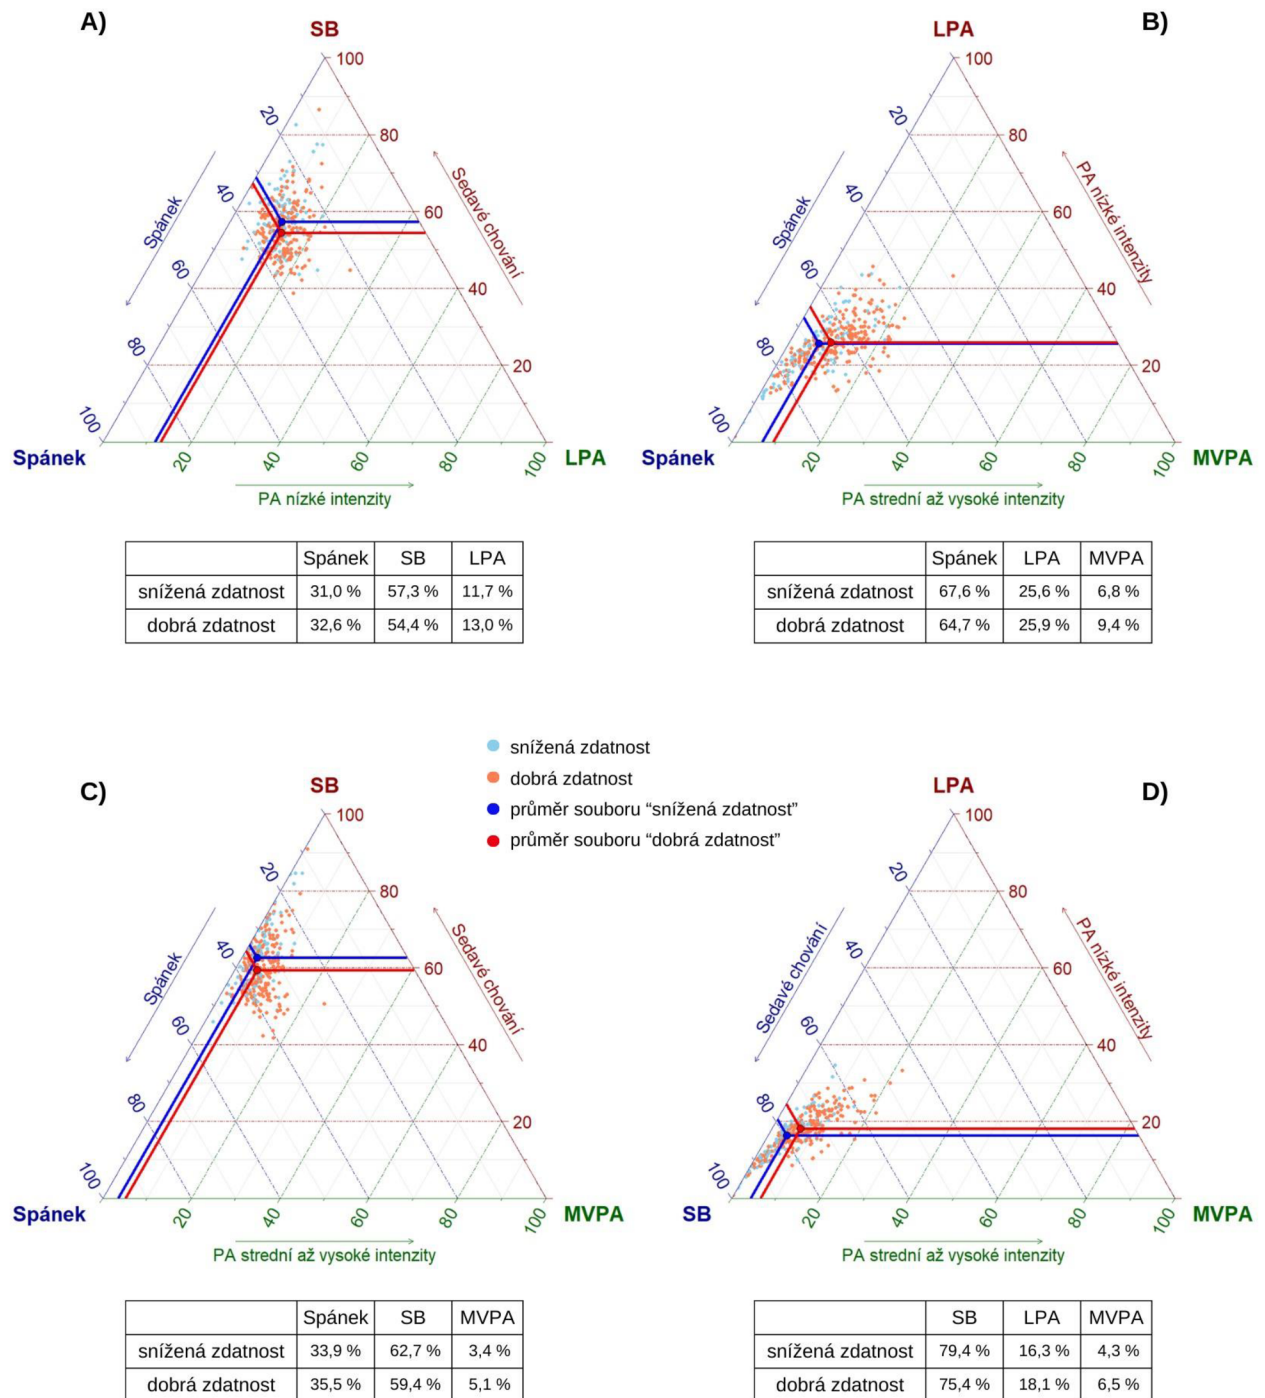 A)
SB
100
20
80
40
60
60
40
80
20
100
Spánek
Sedavé chování
Spánek
20
40
60
80
100
LPA
PA nízké intenzity
Spánek SB LPA
snížená zdatnost 31,0 % 57,3 % 11,7 %
dobrá zdatnost 32,6 % 54,4 % 13,0 %
B)
LPA
100
20
80
40
60
60
40
80
20
100
Spánek
PA nízké intenzity
Spánek
20
40
60
80
100
MVPA
PA strední až vysoké intenzity
Spánek LPA MVPA
snížená zdatnost 67,6 % 25,6 % 6,8 %
dobrá zdatnost 64,7 % 25,9 % 9,4 %
snížená zdatnost
dobrá zdatnost
průměr souboru “snížená zdatnost”
průměr souboru “dobrá zdatnost”
C)
SB
100
20
80
40
60
60
40
80
20
100
Spánek
Sedavé chování
Spánek
20
40
60
80
100
MVPA
PA strední až vysoké intenzity
Spánek SB MVPA
snížená zdatnost 33,9 % 62,7 % 3,4 %
dobrá zdatnost 35,5 % 59,4 % 5,1 %
D)
LPA
100
20
80
40
60
60
40
80
20
100
Sedavé chování
PA nízké intenzity
SB
20
40
60
80
100
MVPA
PA strední až vysoké intenzity
SB LPA MVPA
snížená zdatnost 79,4 % 16,3 % 4,3 %
dobrá zdatnost 75,4 % 18,1 % 6,5 %